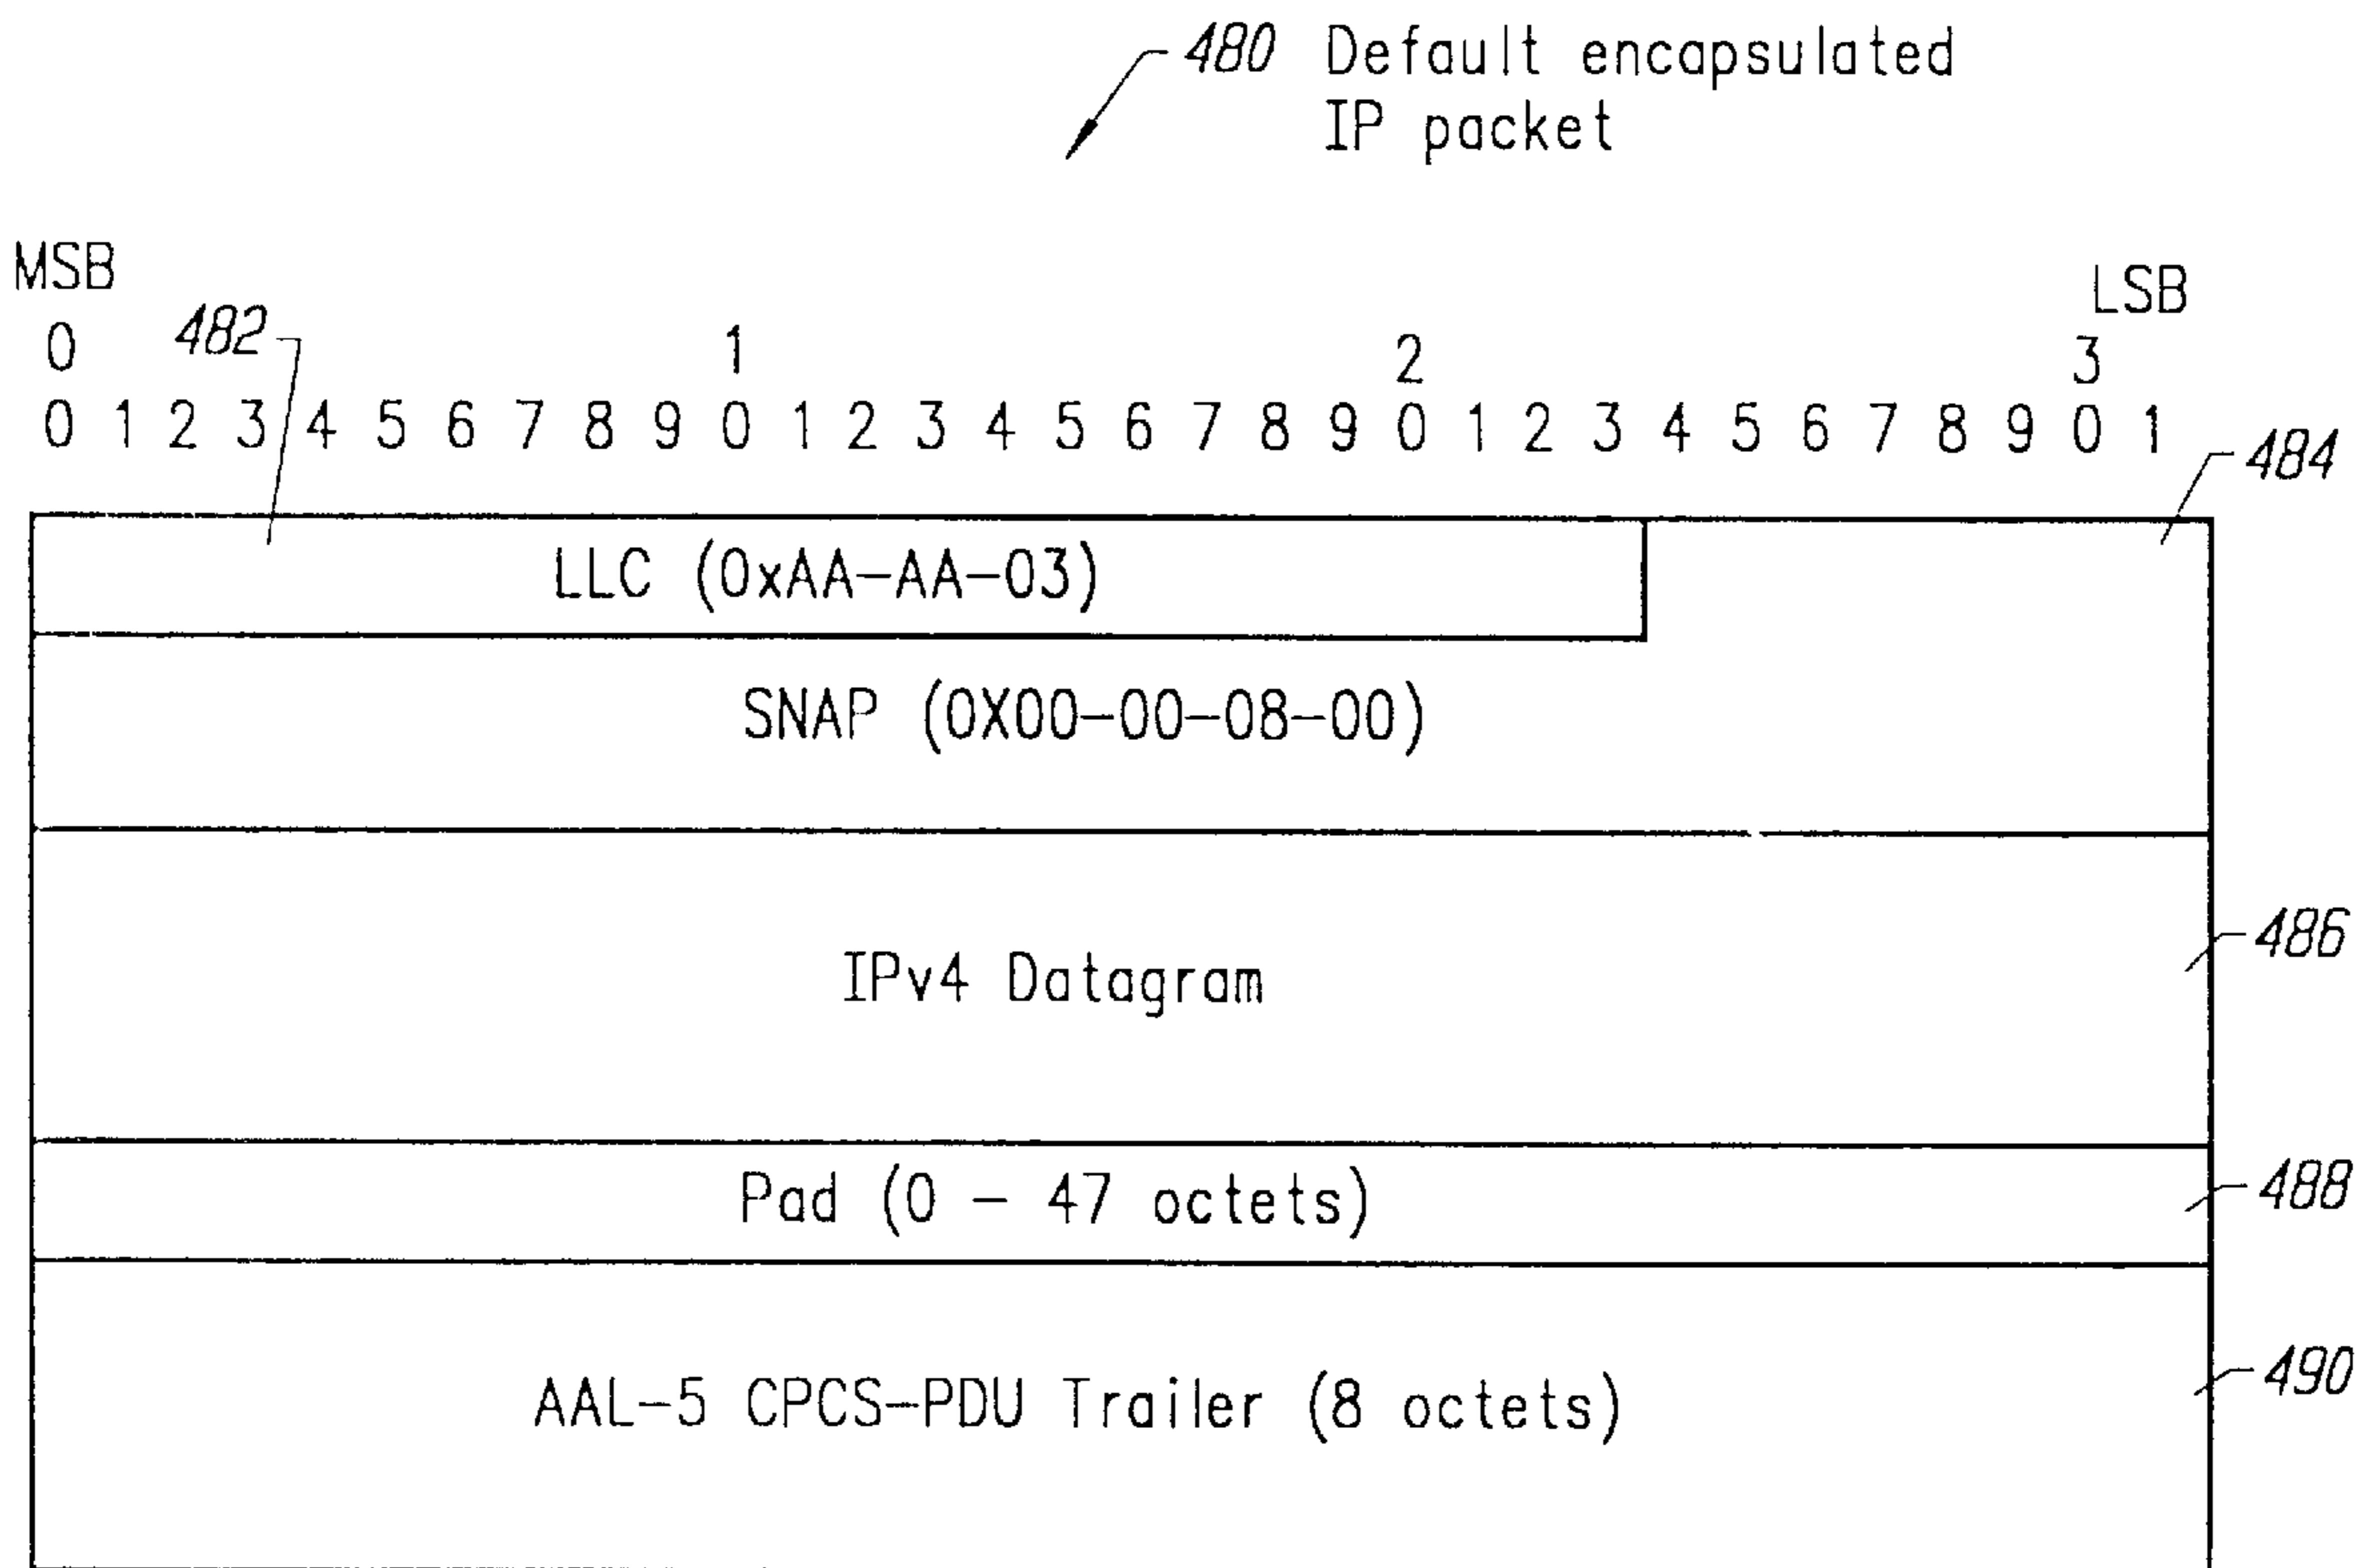 480 Default encapsulated
IP packet
MSB
LSB
482
0 1 2 3
0 1 2 3 4 5 6 7 8 9 0 1 2 3 4 5 6 7 8 9 0 1 2 3 4 5 6 7 8 9 0 1
484
LLC (0xAA-AA-03)
SNAP (0X00-00-08-00)
IPv4 Datagram
486
Pad (0 - 47 octets)
488
AAL-5 CPCS-PDU Trailer (8 octets)
490